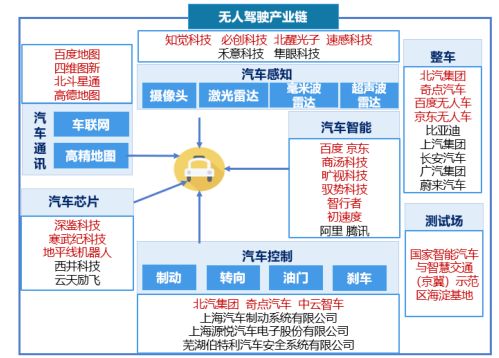 无人驾驶产业链
百度地图
四维图新
北斗星通
高德地图
汽车通讯
车联网
高精地图
知觉科技 必创科技 北醒光子 速感科技
禾意科技 隼眼科技
汽车感知
摄像头
激光雷达
毫米波
雷达
超声波
雷达
整车
北汽集团
奇点汽车
百度无人车
京东无人车
比亚迪
上汽集团
长安汽车
广汽集团
蔚来汽车
汽车智能
百度 京东
商汤科技
旷视科技
驭势科技
智行者
初速度
阿里 腾讯
汽车芯片
深鉴科技
寒武纪科技
地平线机器人
西井科技
云天励飞
测试场
国家智能汽车
与智慧交通
（京冀）示范
区海淀基地
汽车控制
制动
转向
油门
刹车
北汽集团 奇点汽车 中云智车
上海汽车制动系统有限公司
上海源悦汽车电子股份有限公司
芜湖伯特利汽车安全系统有限公司